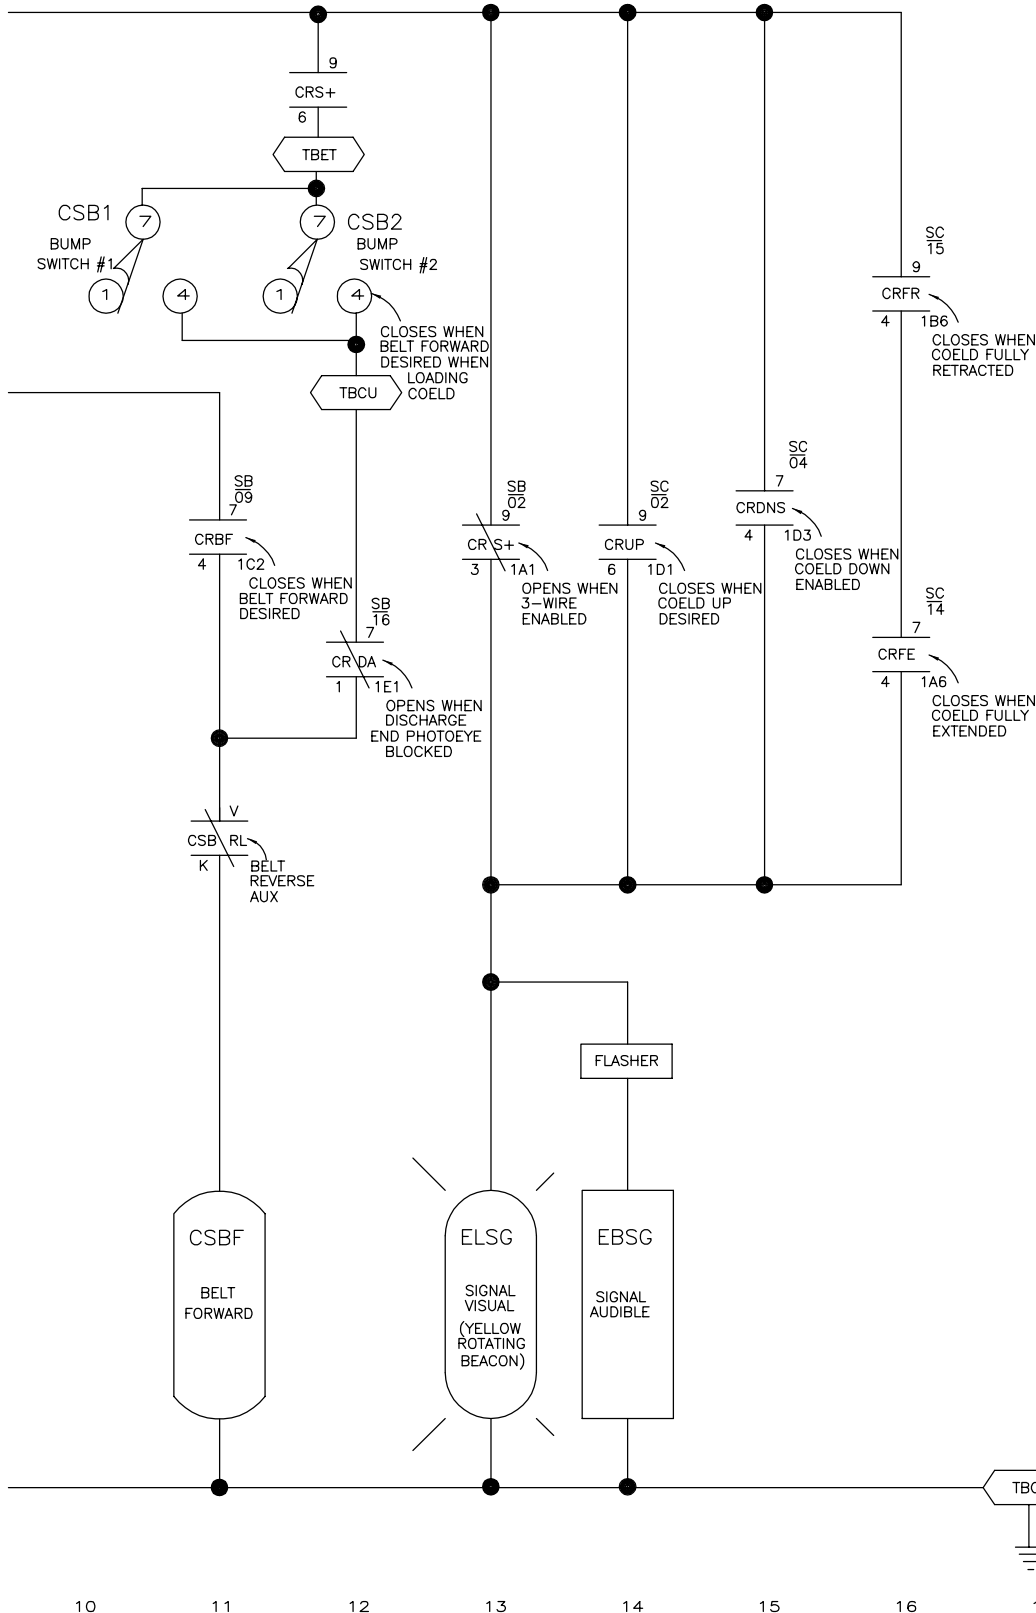 9
CRS+
6
TBET
CSB1
7
BUMP
SWITCH #1
1
4
7
CSB2
BUMP
SWITCH #2
1
4
CLOSES WHEN
BELT FORWARD
DESIRED WHEN
LOADING
COELD
TBCU
SC
15
9
CRFR
4
1B6
CLOSES WHEN
COELD FULLY
RETRACTED
SB
09
7
CRBF
4
1C2
CLOSES WHEN
BELT FORWARD
DESIRED
SB
16
7
CR DA
1
1E1
OPENS WHEN
DISCHARGE
END PHOTOEYE
BLOCKED
SB
02
9
CR S+
3
1A1
OPENS WHEN
3-WIRE
ENABLED
SC
02
9
CRUP
6
1D1
CLOSES WHEN
COELD UP
DESIRED
SC
04
7
CRDNS
4
1D3
CLOSES WHEN
COELD DOWN
ENABLED
SC
14
7
CRFE
4
1A6
CLOSES WHEN
COELD FULLY
EXTENDED
V
CSB RL
K
BELT
REVERSE
AUX
FLASHER
CSBF
BELT
FORWARD
ELSG
SIGNAL
VISUAL
(YELLOW
ROTATING
BEACON)
EBSG
SIGNAL
AUDIBLE
10
11
12
13
14
15
16